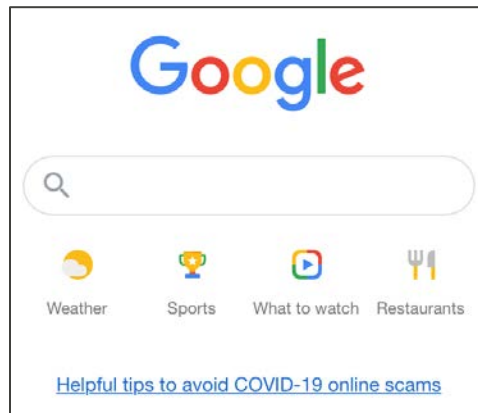 Google
Weather Sports What to watch Restaurants
Helpful tips to avoid COVID-19 online scams